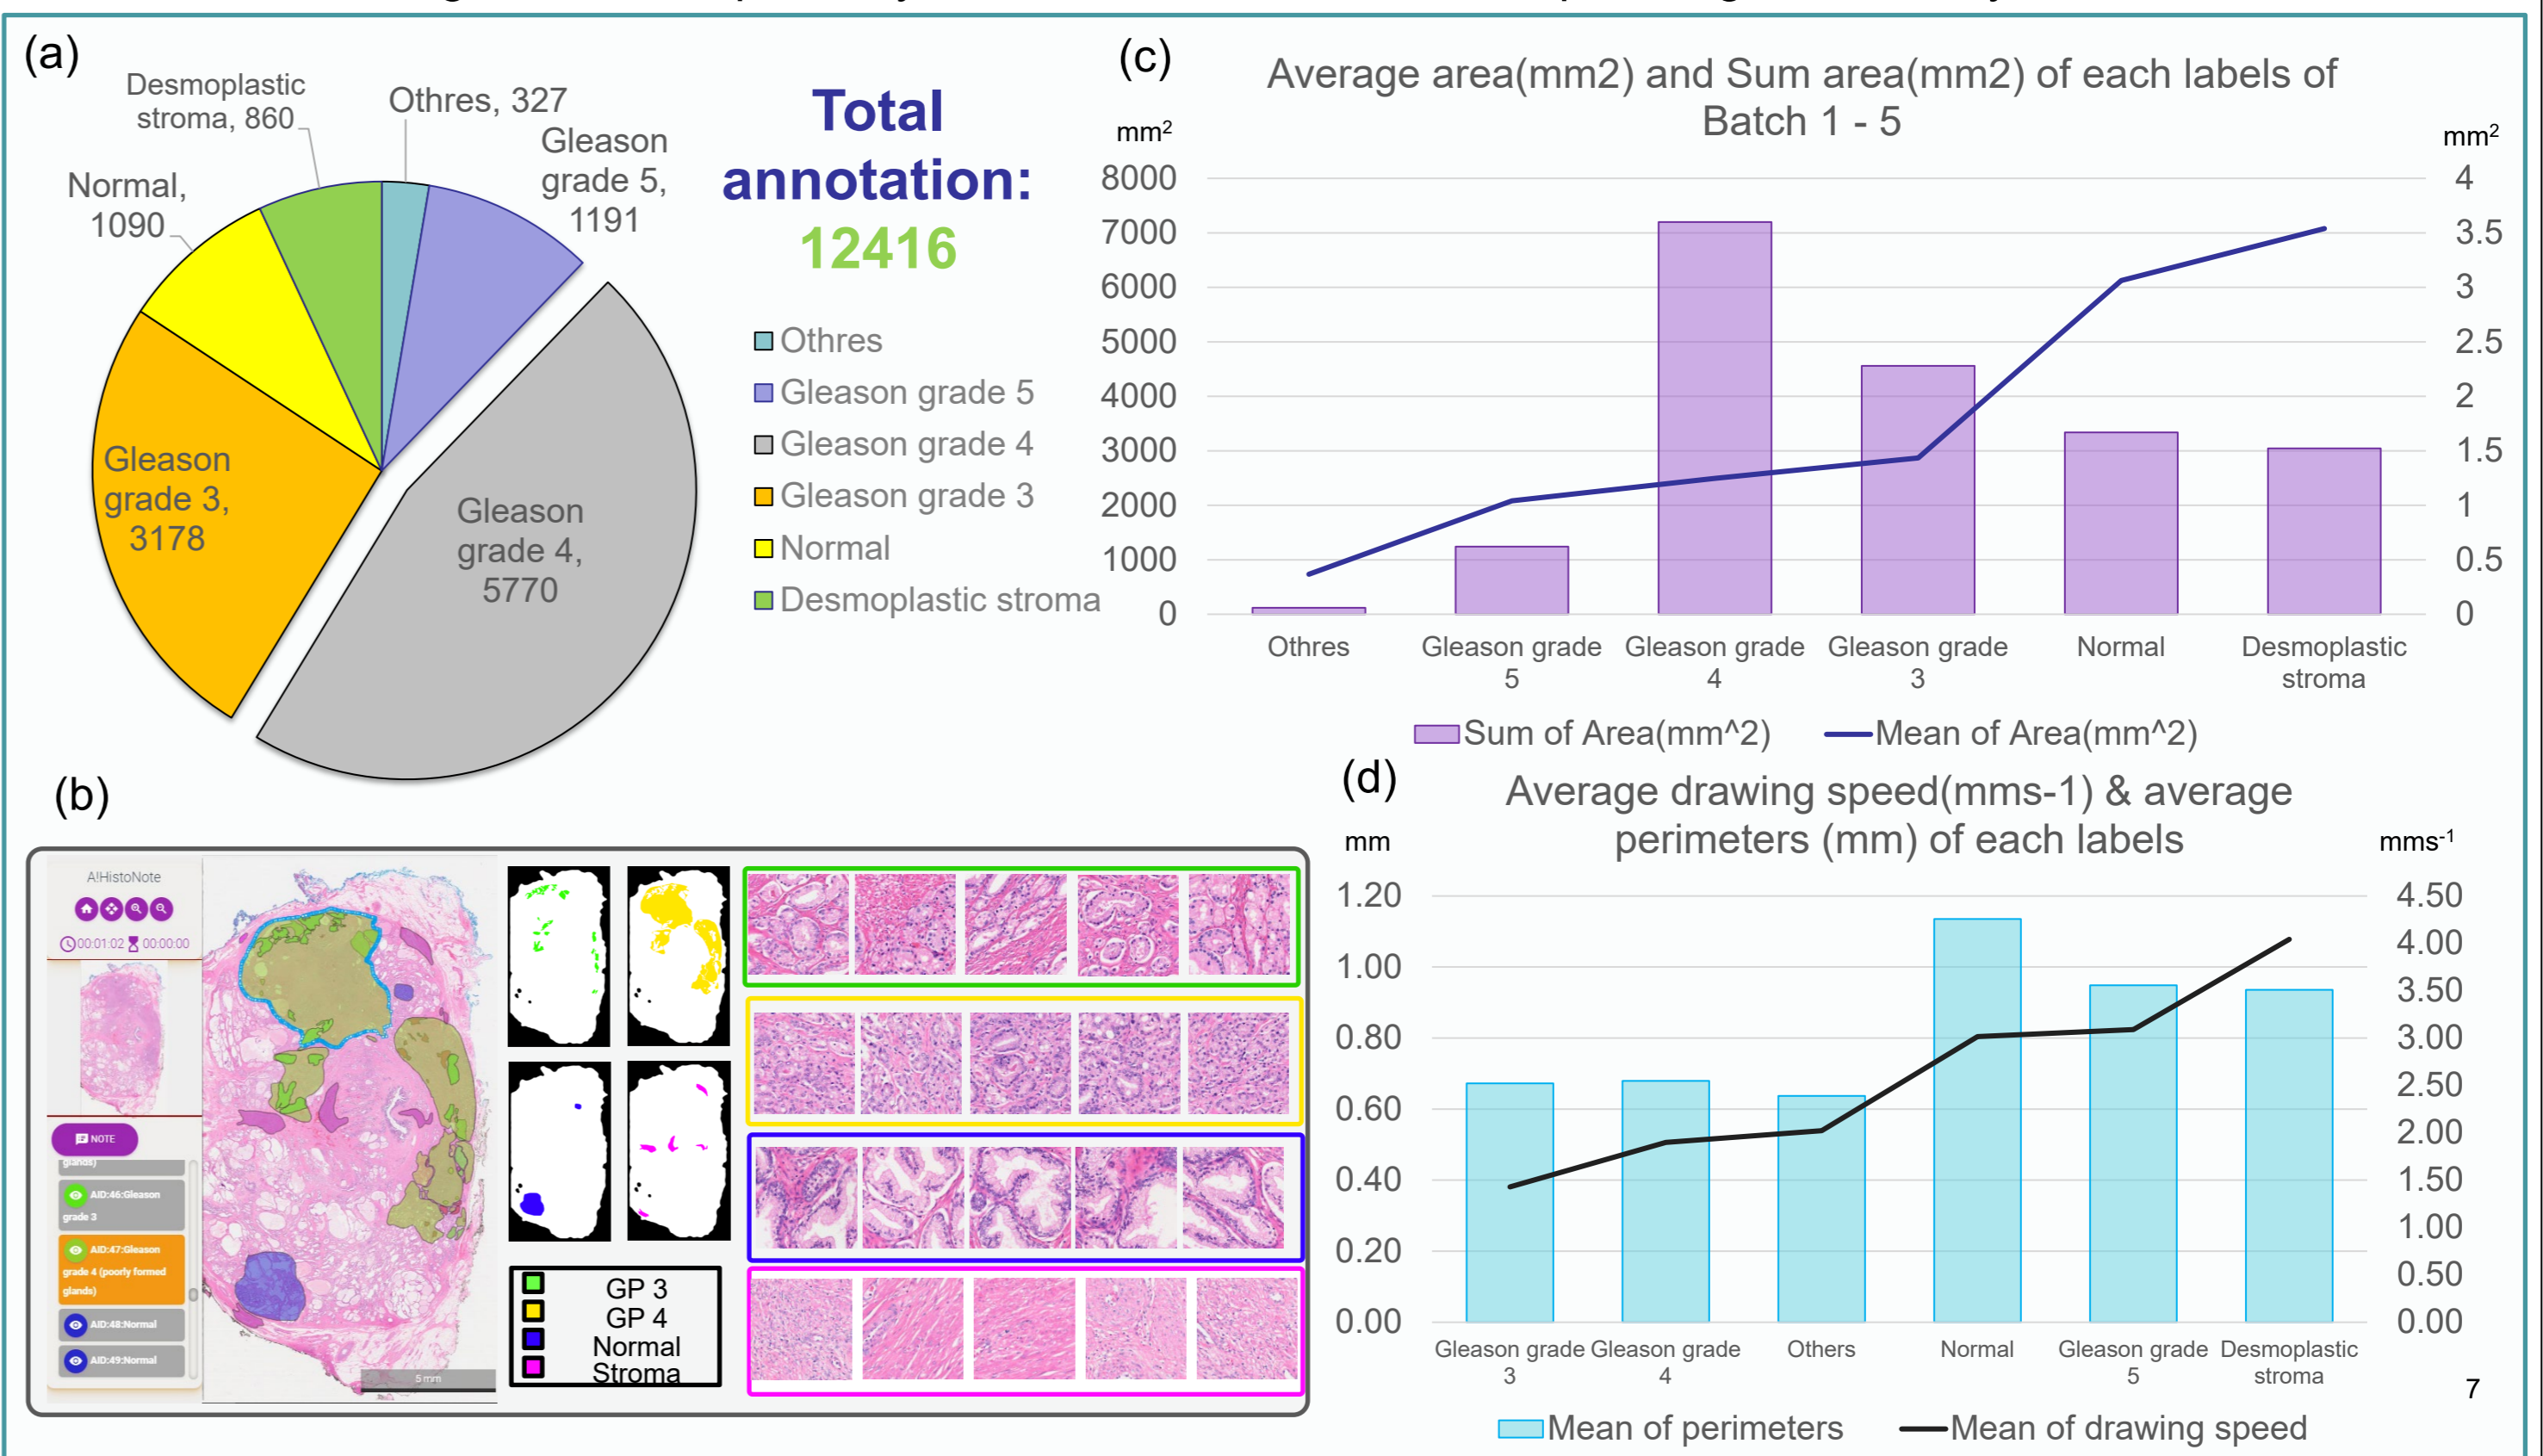 (a)
Desmoplastic
stroma, 860
Othres, 327
Gleason
grade 5,
1191
Normal,
1090
Gleason
grade 3,
3178
Gleason
grade 4,
5770
Total
annotation:
12416
Othres
Gleason grade 5
Gleason grade 4
Gleason grade 3
Normal
Desmoplastic stroma
(c)
Average area(mm2) and Sum area(mm2) of each labels of
Batch 1 - 5
mm²
mm²
8000
7000
6000
5000
4000
3000
2000
1000
0
4
3.5
3
2.5
2
1.5
1
0.5
0
Othres
Gleason grade
5
Gleason grade
4
Gleason grade
3
Normal
Desmoplastic
stroma
Sum of Area(mm^2)
Mean of Area(mm^2)
(b)
A!HistoNote
00:01:02 00:00:00
NOTE
glands)
AID:46:Gleason
grade 3
AID:47:Gleason
grade 4 (poorly formed
glands)
AID:48:Normal
AID:49:Normal
5 mm
GP 3
GP 4
Normal
Stroma
(d)
Average drawing speed(mms-1) & average
perimeters (mm) of each labels
mm
mms⁻¹
1.20
1.00
0.80
0.60
0.40
0.20
0.00
4.50
4.00
3.50
3.00
2.50
2.00
1.50
1.00
0.50
0.00
Gleason grade
3
Gleason grade
4
Others
Normal
Gleason grade
5
Desmoplastic
stroma
Mean of perimeters
Mean of drawing speed
7